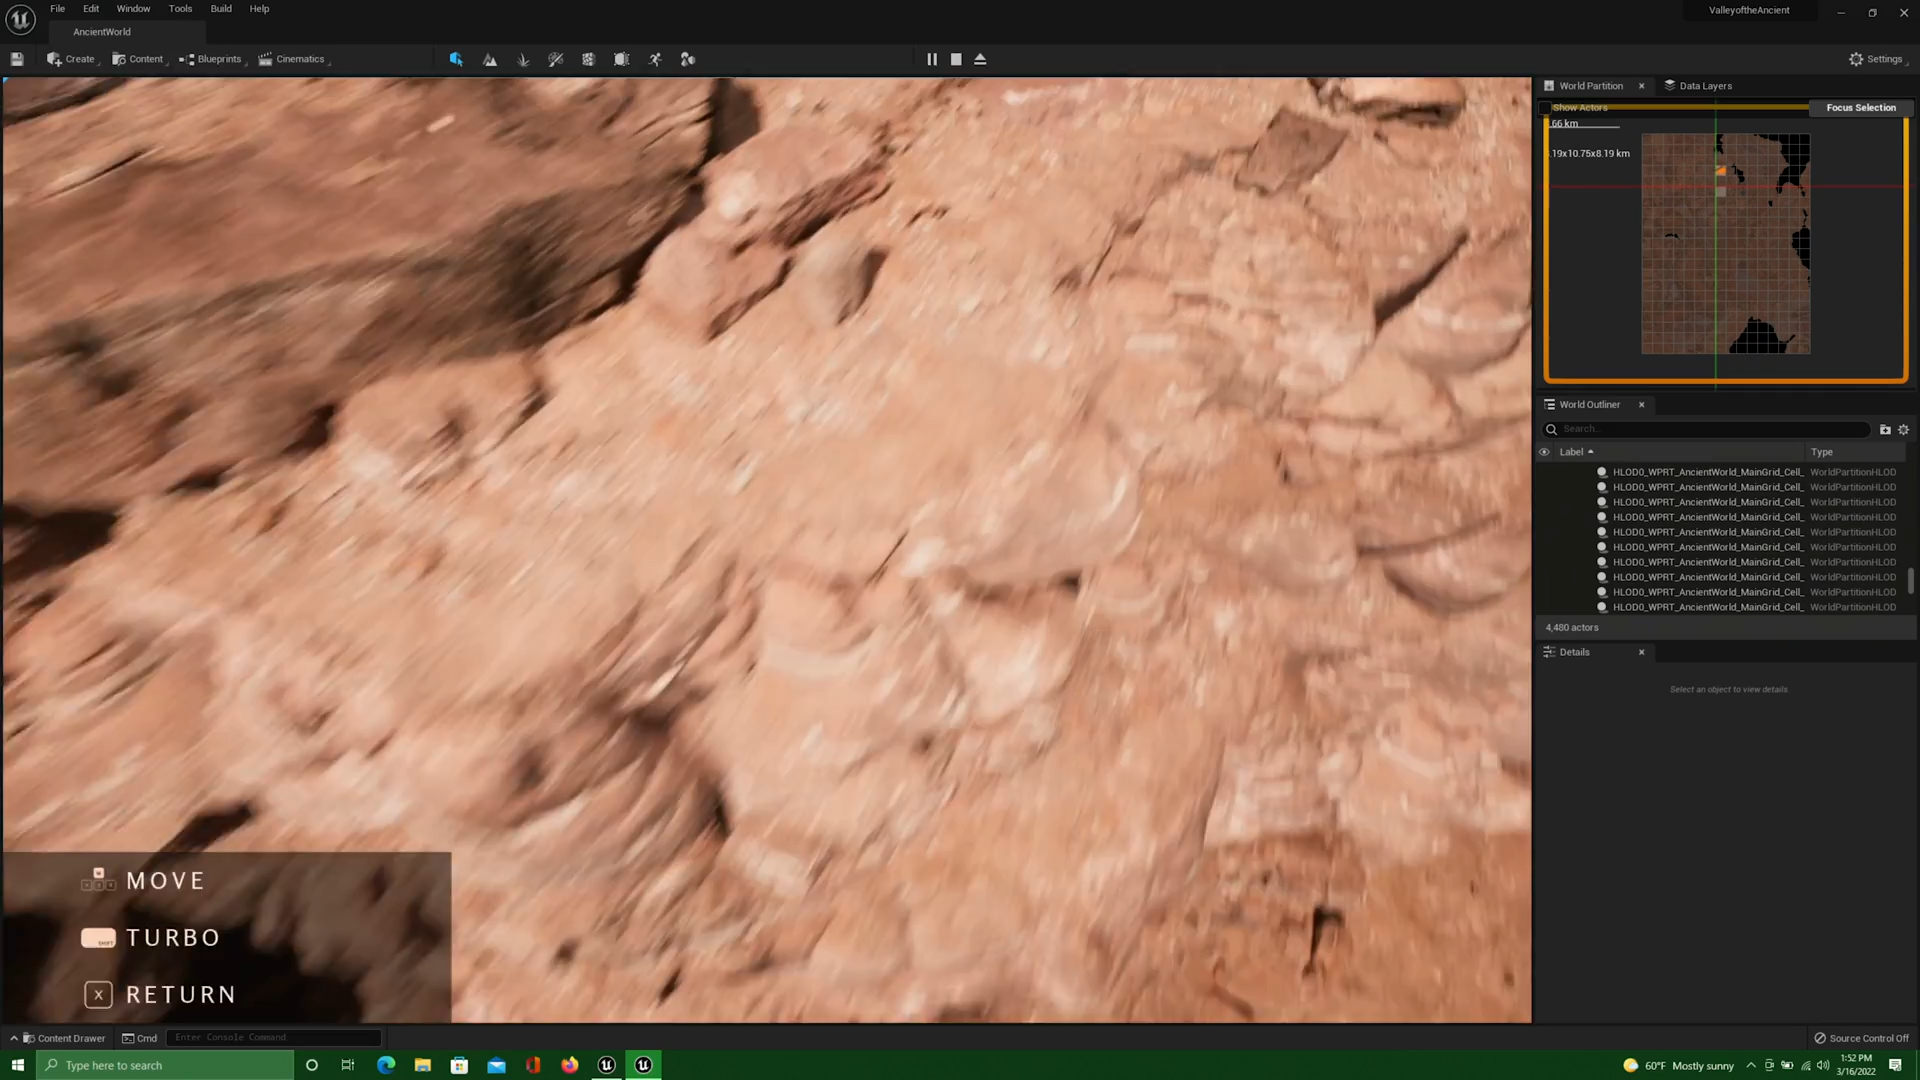 File Edit Window Tools Build Help
ValleyoftheAncient
AncientWorld
Create Content Blueprints Cinematics
Settings
World Partition Data Layers
Show Actors
Focus Selection
.66 km
.19x10.75x8.19 km
World Outliner
Search...
Label Type
HLOD0_WPRT_AncientWorld_MainGrid_Cell_ WorldPartitionHLOD
HLOD0_WPRT_AncientWorld_MainGrid_Cell_ WorldPartitionHLOD
HLOD0_WPRT_AncientWorld_MainGrid_Cell_ WorldPartitionHLOD
HLOD0_WPRT_AncientWorld_MainGrid_Cell_ WorldPartitionHLOD
HLOD0_WPRT_AncientWorld_MainGrid_Cell_ WorldPartitionHLOD
HLOD0_WPRT_AncientWorld_MainGrid_Cell_ WorldPartitionHLOD
HLOD0_WPRT_AncientWorld_MainGrid_Cell_ WorldPartitionHLOD
HLOD0_WPRT_AncientWorld_MainGrid_Cell_ WorldPartitionHLOD
HLOD0_WPRT_AncientWorld_MainGrid_Cell_ WorldPartitionHLOD
HLOD0_WPRT_AncientWorld_MainGrid_Cell_ WorldPartitionHLOD
4,480 actors
Details
Select an object to view details
MOVE
SHIFT TURBO
X RETURN
Content Drawer Cmd Enter Console Command
Source Control Off
Type here to search
60°F Mostly sunny
1:52 PM
3/16/2022